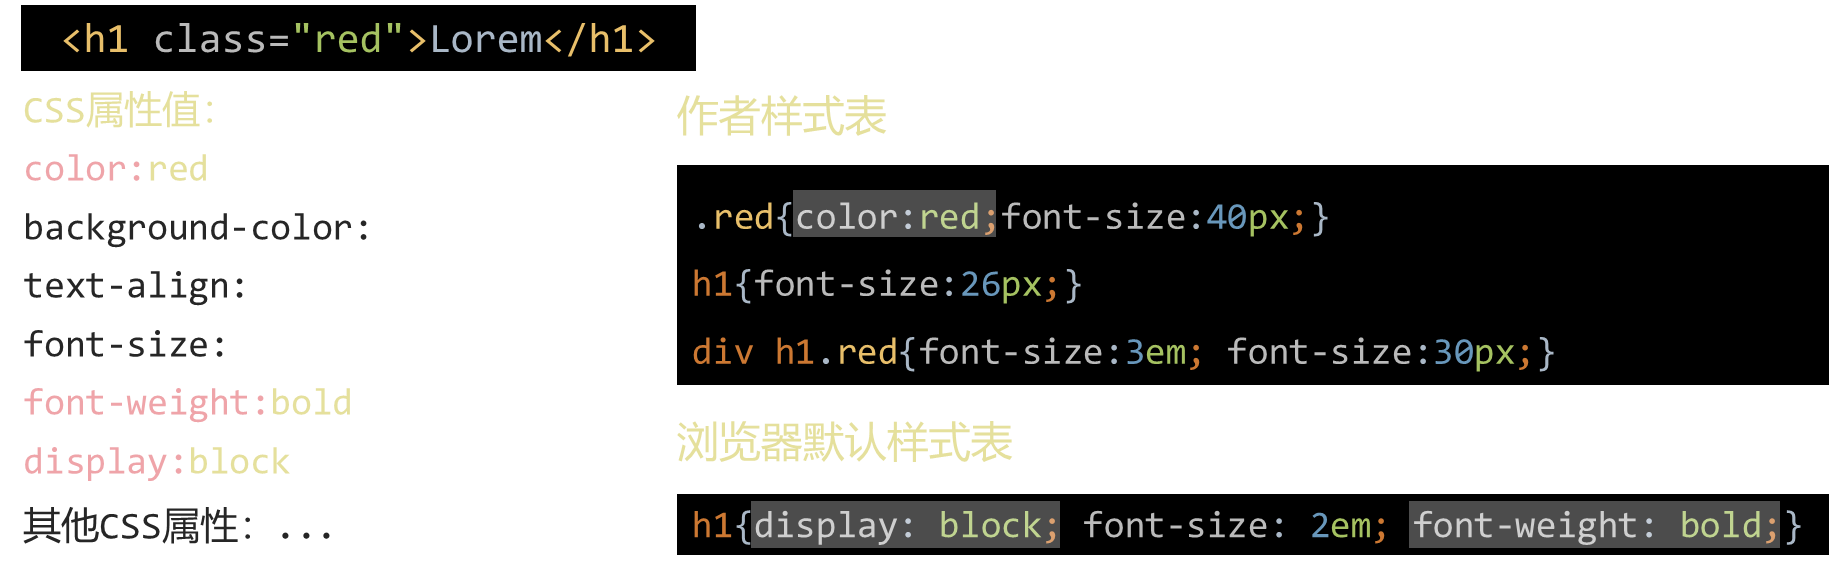 <h1 class="red">Lorem</h1>
CSS属性值：
color:red
background-color:
text-align:
font-size:
font-weight:bold
display:block
其他CSS属性：...
作者样式表
.red{color:red;font-size:40px;}
h1{font-size:26px;}
div h1.red{font-size:3em; font-size:30px;}
浏览器默认样式表
h1{display: block; font-size: 2em; font-weight: bold;}